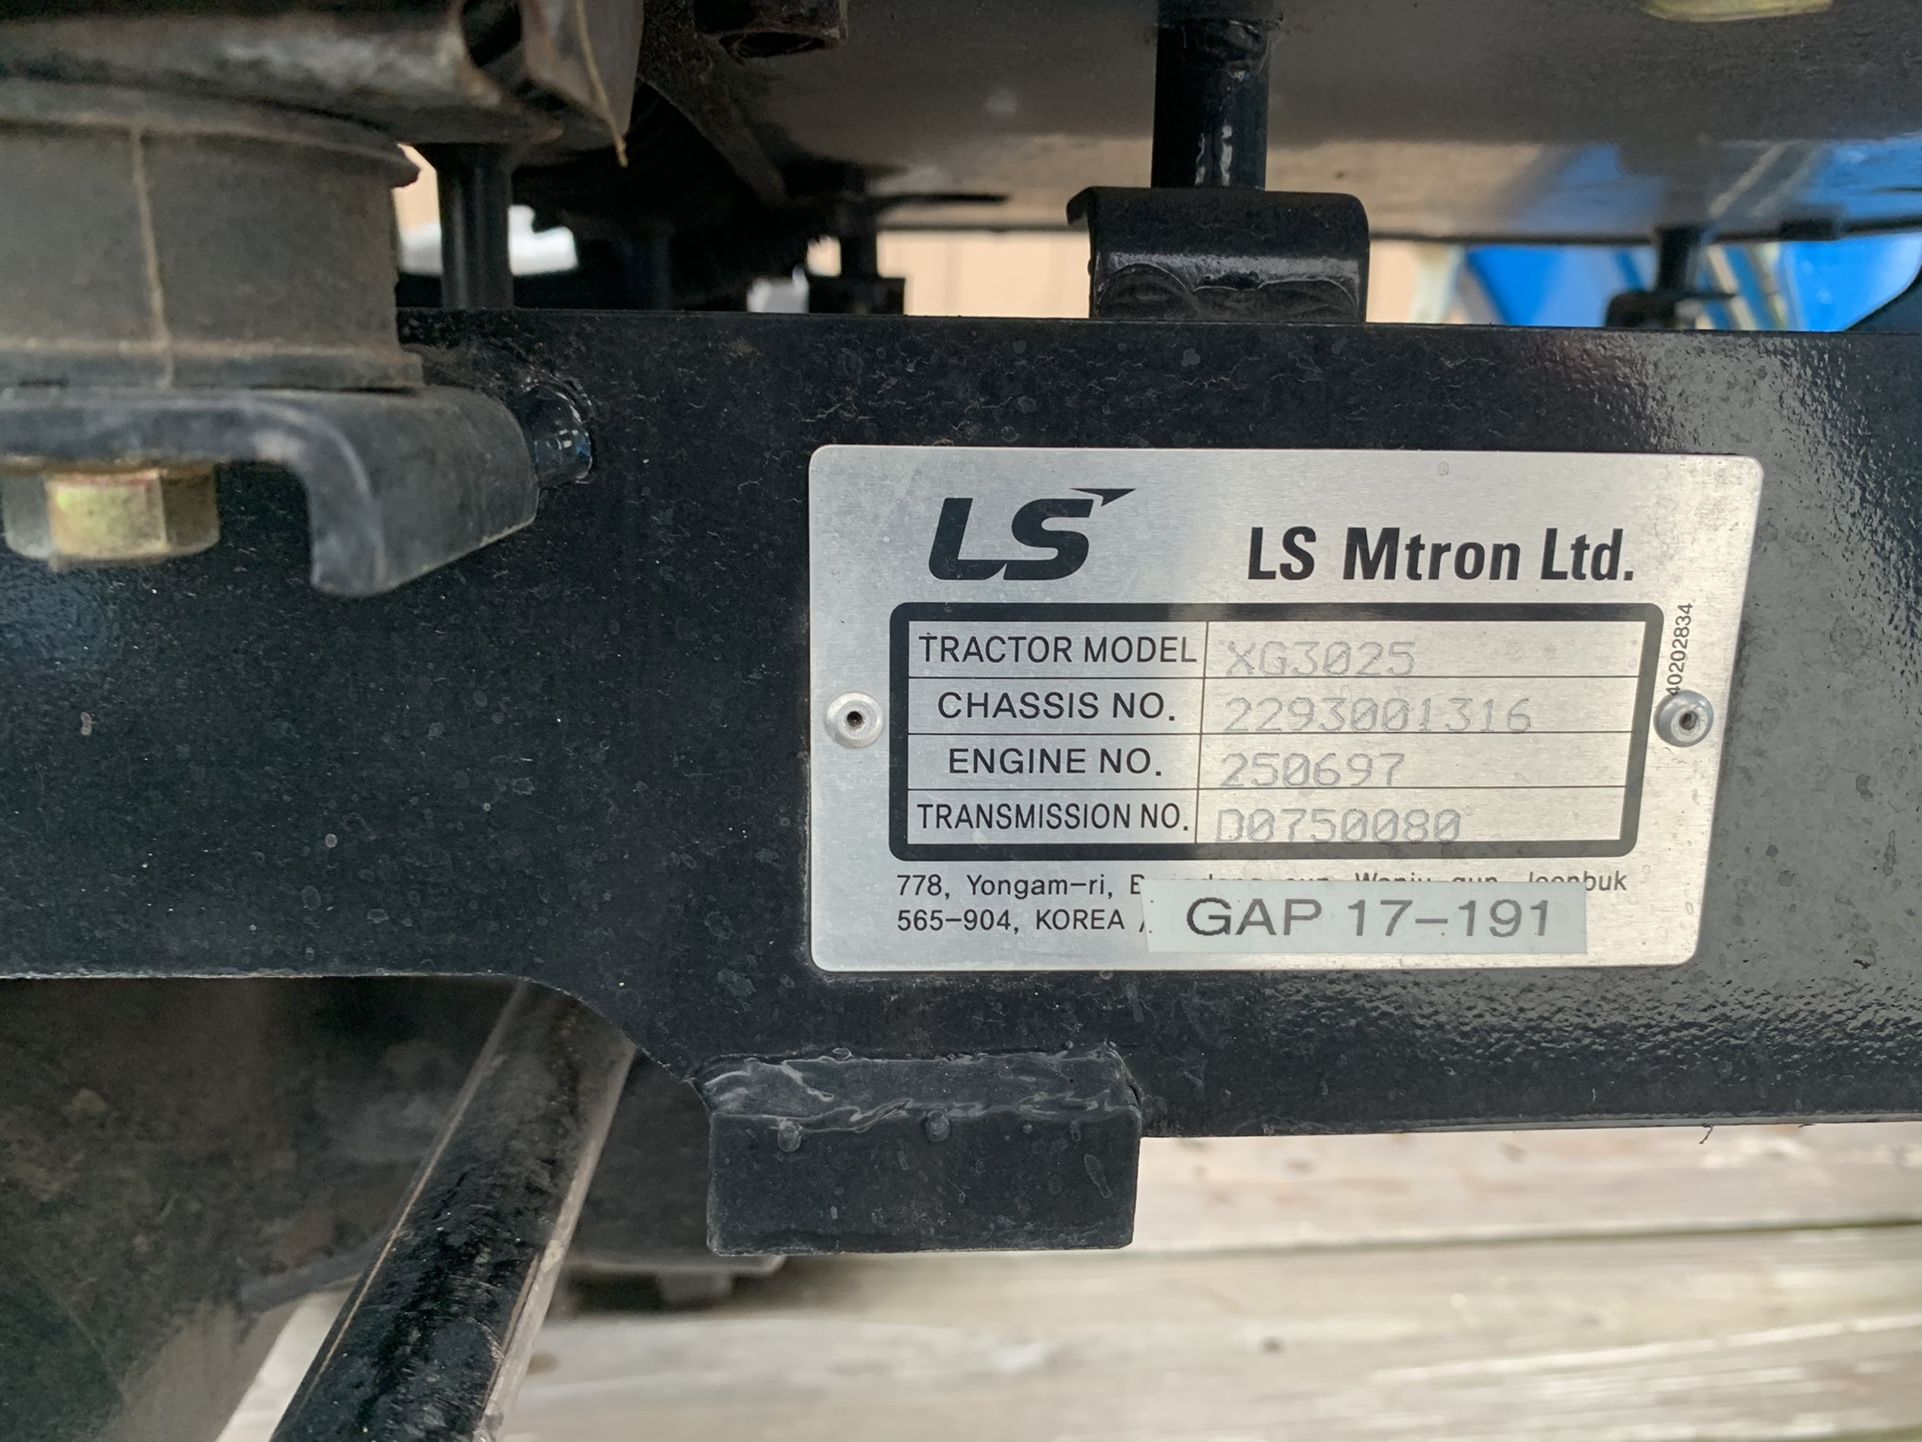 LS LS Mtron Ltd.
TRACTOR MODEL XG3025
CHASSIS NO. 2293001316
ENGINE NO. 250697
TRANSMISSION NO. D0750080
40202834
778, Yongam-ri,
565-904, KOREA
GAP 17-191